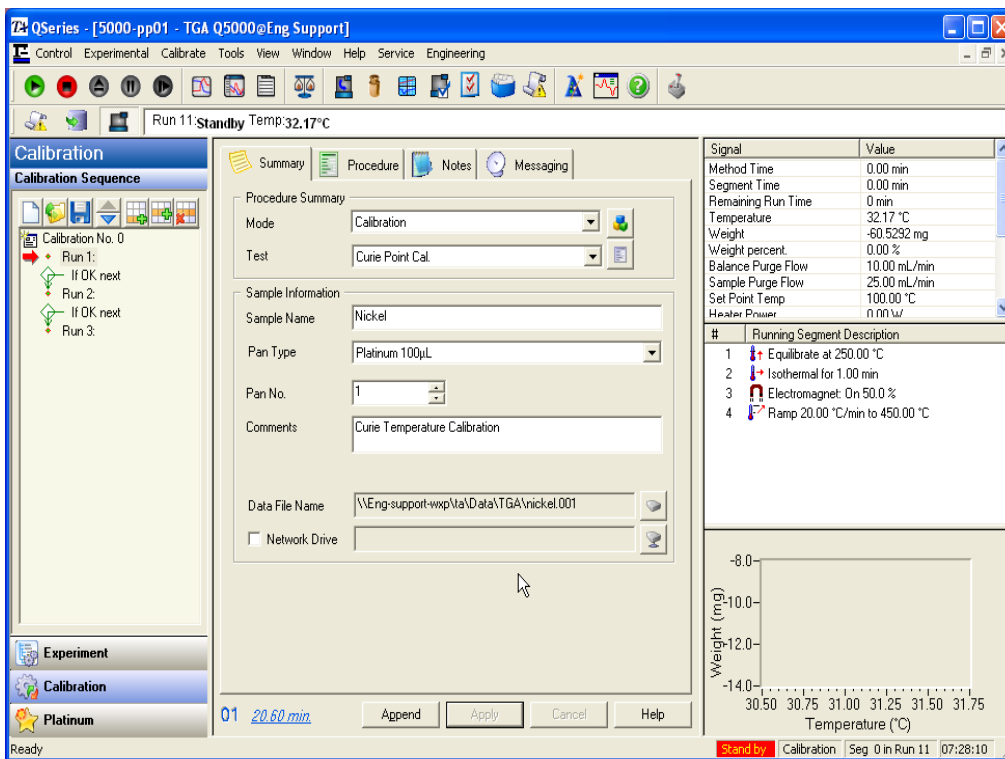 QSeries - [5000-pp01 - TGA Q5000@Eng Support]
Control Experimental Calibrate Tools View Window Help Service Engineering
Run 11:Standby Temp:32.17°C
Calibration
Calibration Sequence
Calibration No. 0
Run 1:
If OK next
Run 2:
If OK next
Run 3:
Experiment
Calibration
Platinum
Summary Procedure Notes Messaging
Procedure Summary
Mode Calibration
Test Curie Point Cal.
Sample Information
Sample Name Nickel
Pan Type Platinum 100µL
Pan No. 1
Comments Curie Temperature Calibration
Data File Name \\Eng-support-wxp\ta\Data\TGA\nickel.001
Network Drive
01 20.60 min. Append Apply Cancel Help
Signal Value
Method Time 0.00 min
Segment Time 0.00 min
Remaining Run Time 0 min
Temperature 32.17 °C
Weight -60.5292 mg
Weight percent. 0.00 %
Balance Purge Flow 10.00 mL/min
Sample Purge Flow 25.00 mL/min
Set Point Temp 100.00 °C
Heater Power 0.00 W
# Running Segment Description
1 Equilibrate at 250.00 °C
2 Isothermal for 1.00 min
3 Electromagnet: On 50.0 %
4 Ramp 20.00 °C/min to 450.00 °C
-8.0
-10.0
-12.0
-14.0
Weight (mg)
30.50 30.75 31.00 31.25 31.50 31.75
Temperature (°C)
Ready Stand by Calibration Seg 0 in Run 11 07:28:10